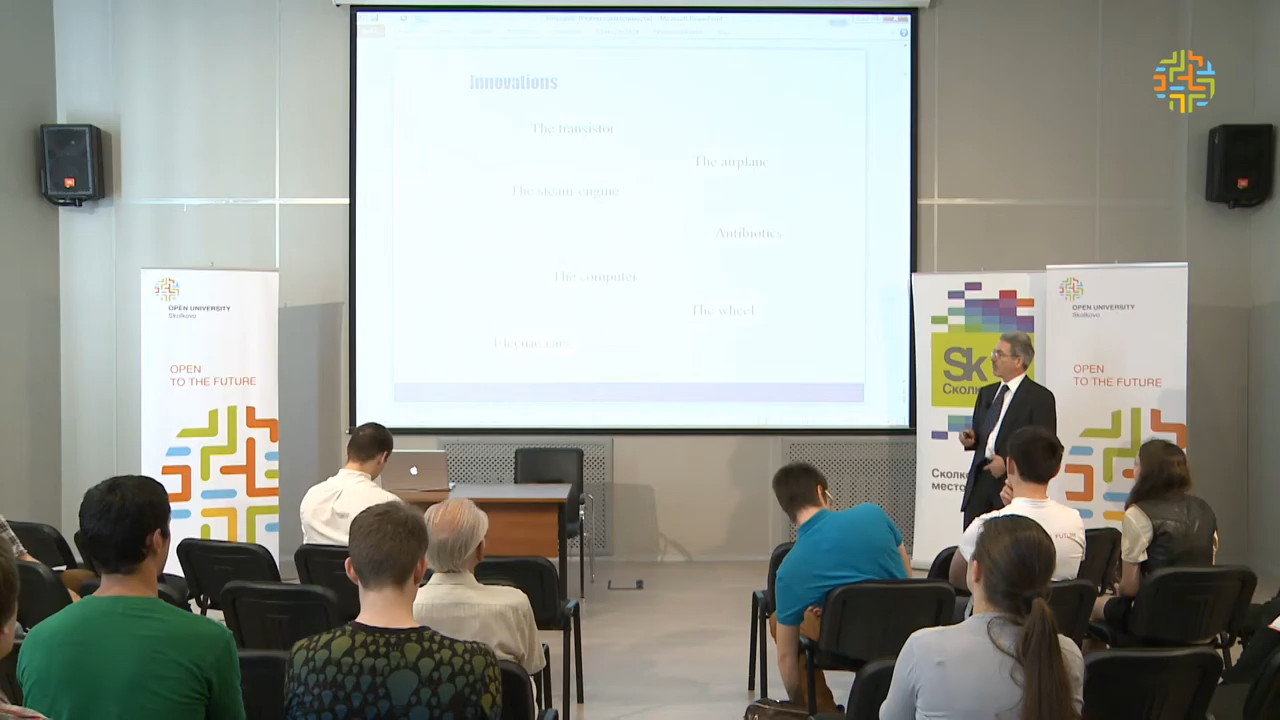 Innovations
The transistor
The airplane
The steam engine
Antibiotics
The computer
The wheel
Electric cars
OPEN UNIVERSITY
Skolkovo
OPEN
TO THE FUTURE
Sk
OPEN UNIVERSITY
Skolkovo
OPEN
TO THE FUTURE